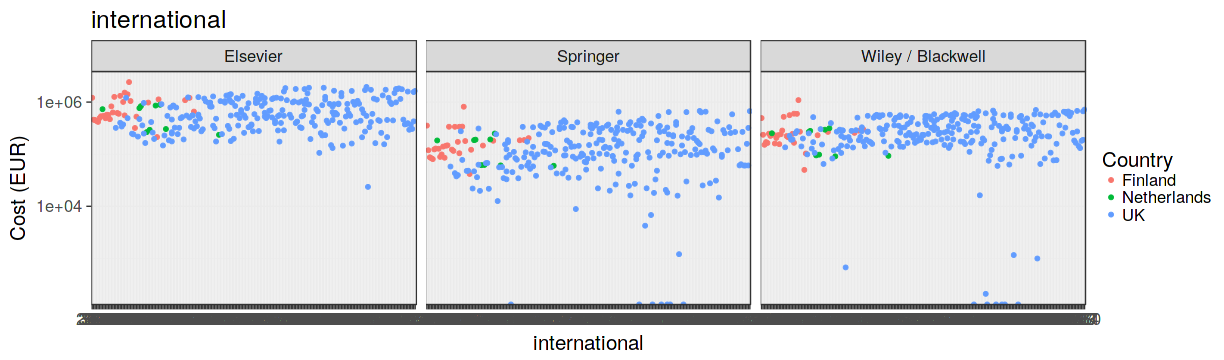 international
Elsevier
Springer
Wiley / Blackwell
1e+06
1e+04
Cost (EUR)
international
Country
Finland
Netherlands
UK